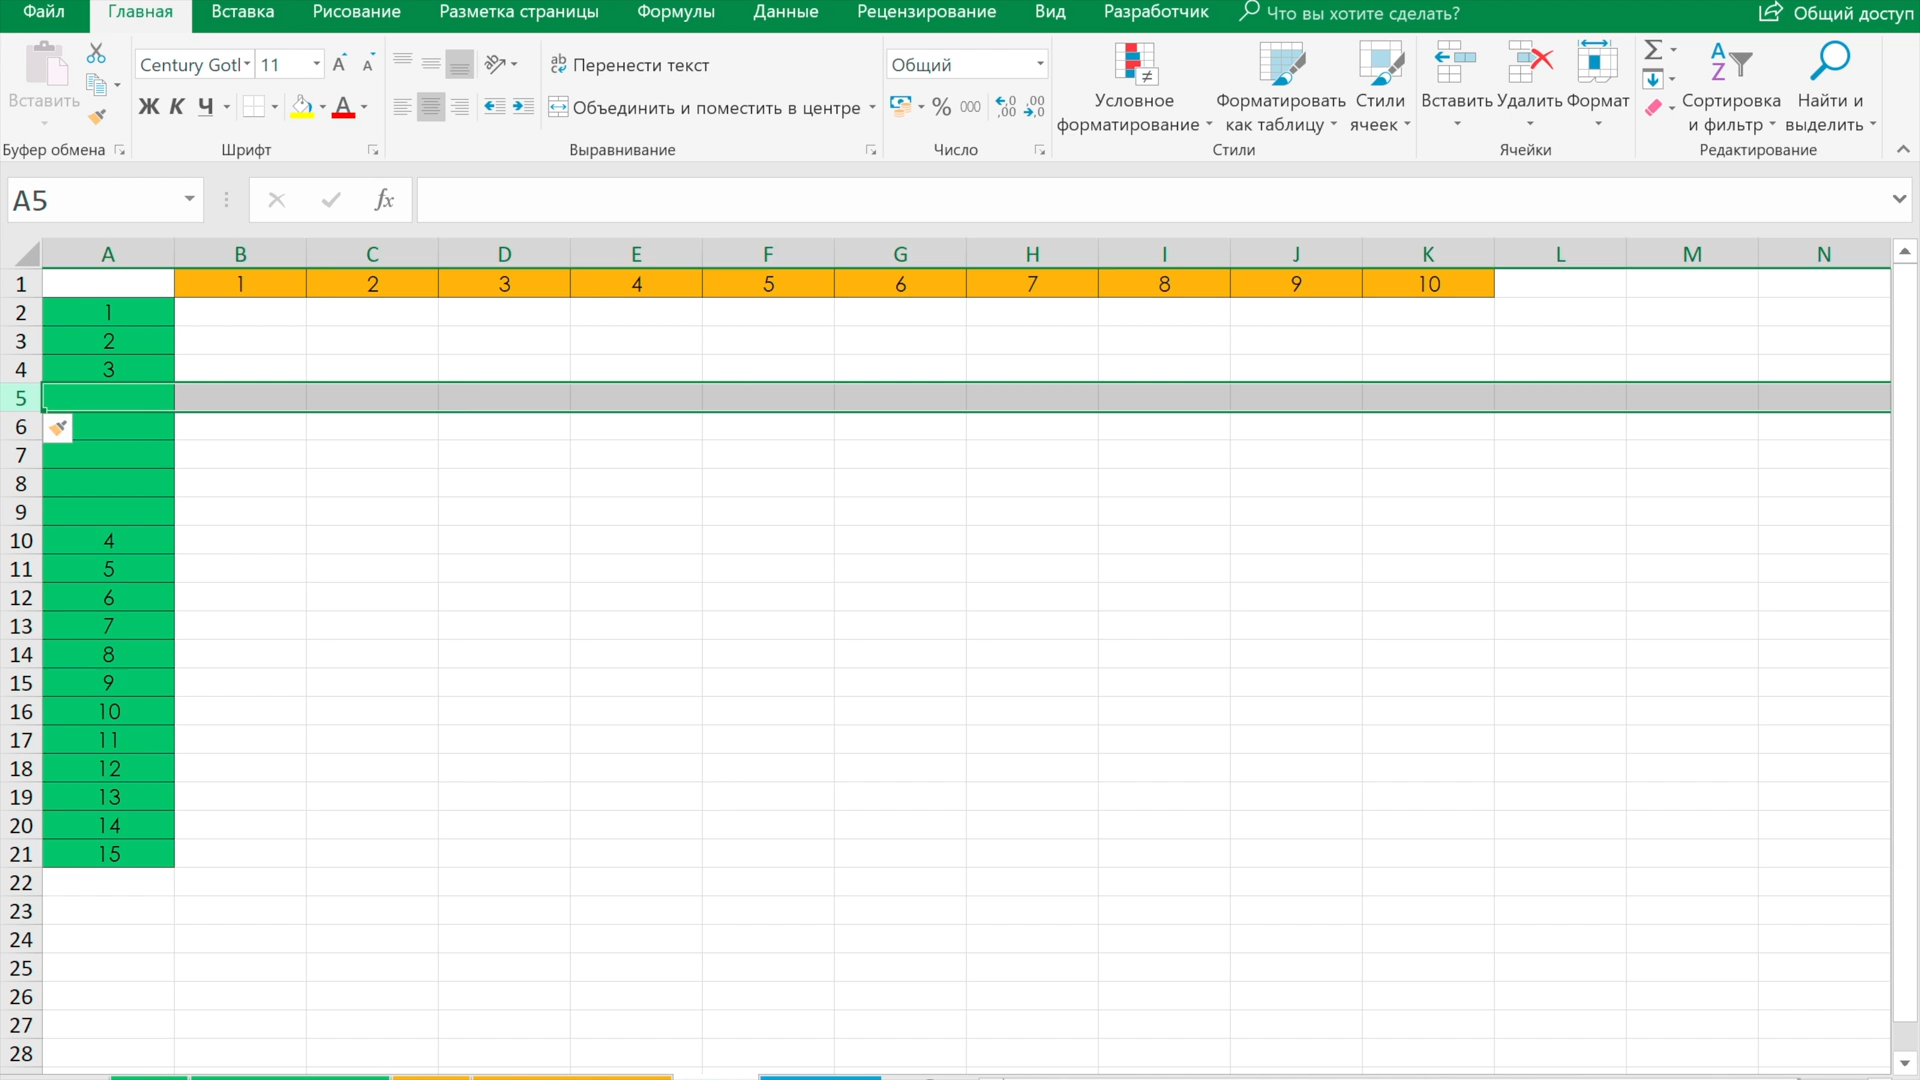 Файл Главная Вставка Рисование Разметка страницы Формулы Данные Рецензирование Вид Разработчик Что вы хотите сделать? Общий доступ
Вставить
Буфер обмена
Century Gotl 11
Ж К Ч
Шрифт
Перенести текст
Объединить и поместить в центре
Выравнивание
Общий
% 000
Число
Условное форматирование
Форматировать как таблицу
Стили ячеек
Стили
Вставить Удалить Формат
Ячейки
Сортировка и фильтр
Найти и выделить
Редактирование
A5 fx
A B C D E F G H I J K L M N
1 1 2 3 4 5 6 7 8 9 10
2 1
3 2
4 3
5
6
7
8
9
10 4
11 5
12 6
13 7
14 8
15 9
16 10
17 11
18 12
19 13
20 14
21 15
22
23
24
25
26
27
28